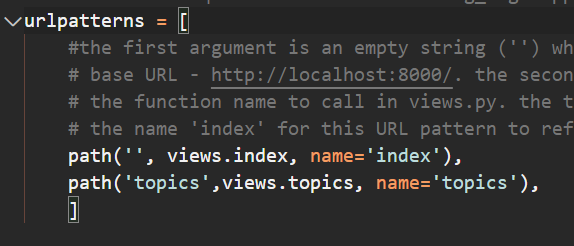 urlpatterns = [
#the first argument is an empty string ('') wh
# base URL - http://localhost:8000/. the secon
# the function name to call in views.py. the t
# the name 'index' for this URL pattern to ref
path('', views.index, name='index'),
path('topics',views.topics, name='topics'),
]